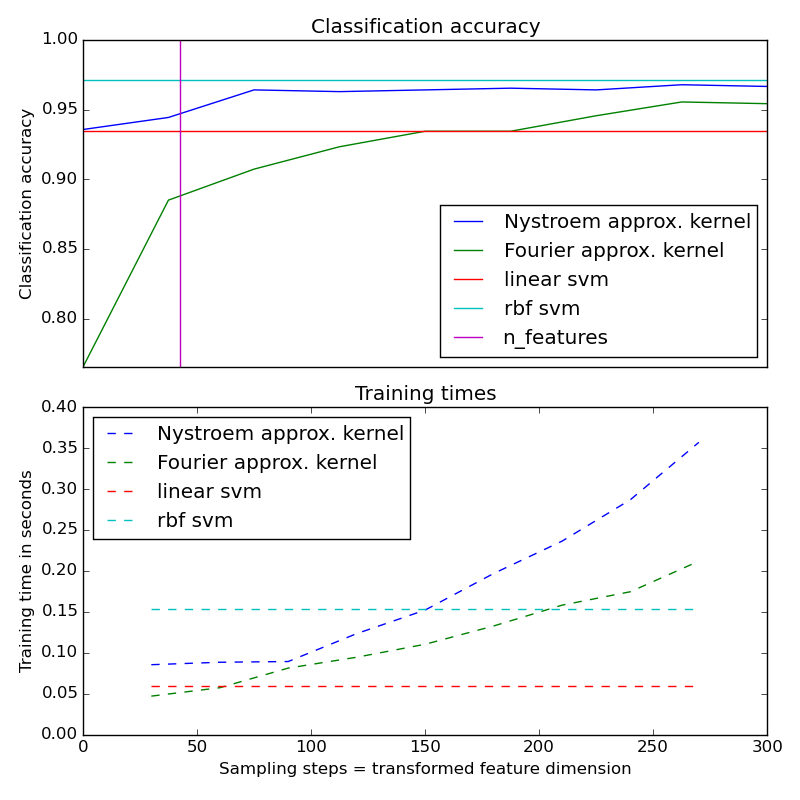 Classification accuracy
1.00
0.95
0.90
0.85
0.80
Classification accuracy
Nystroem approx. kernel
Fourier approx. kernel
linear svm
rbf svm
n_features
Training times
0.40
0.35
0.30
0.25
0.20
0.15
0.10
0.05
0.00
Training time in seconds
Nystroem approx. kernel
Fourier approx. kernel
linear svm
rbf svm
0 50 100 150 200 250 300
Sampling steps = transformed feature dimension